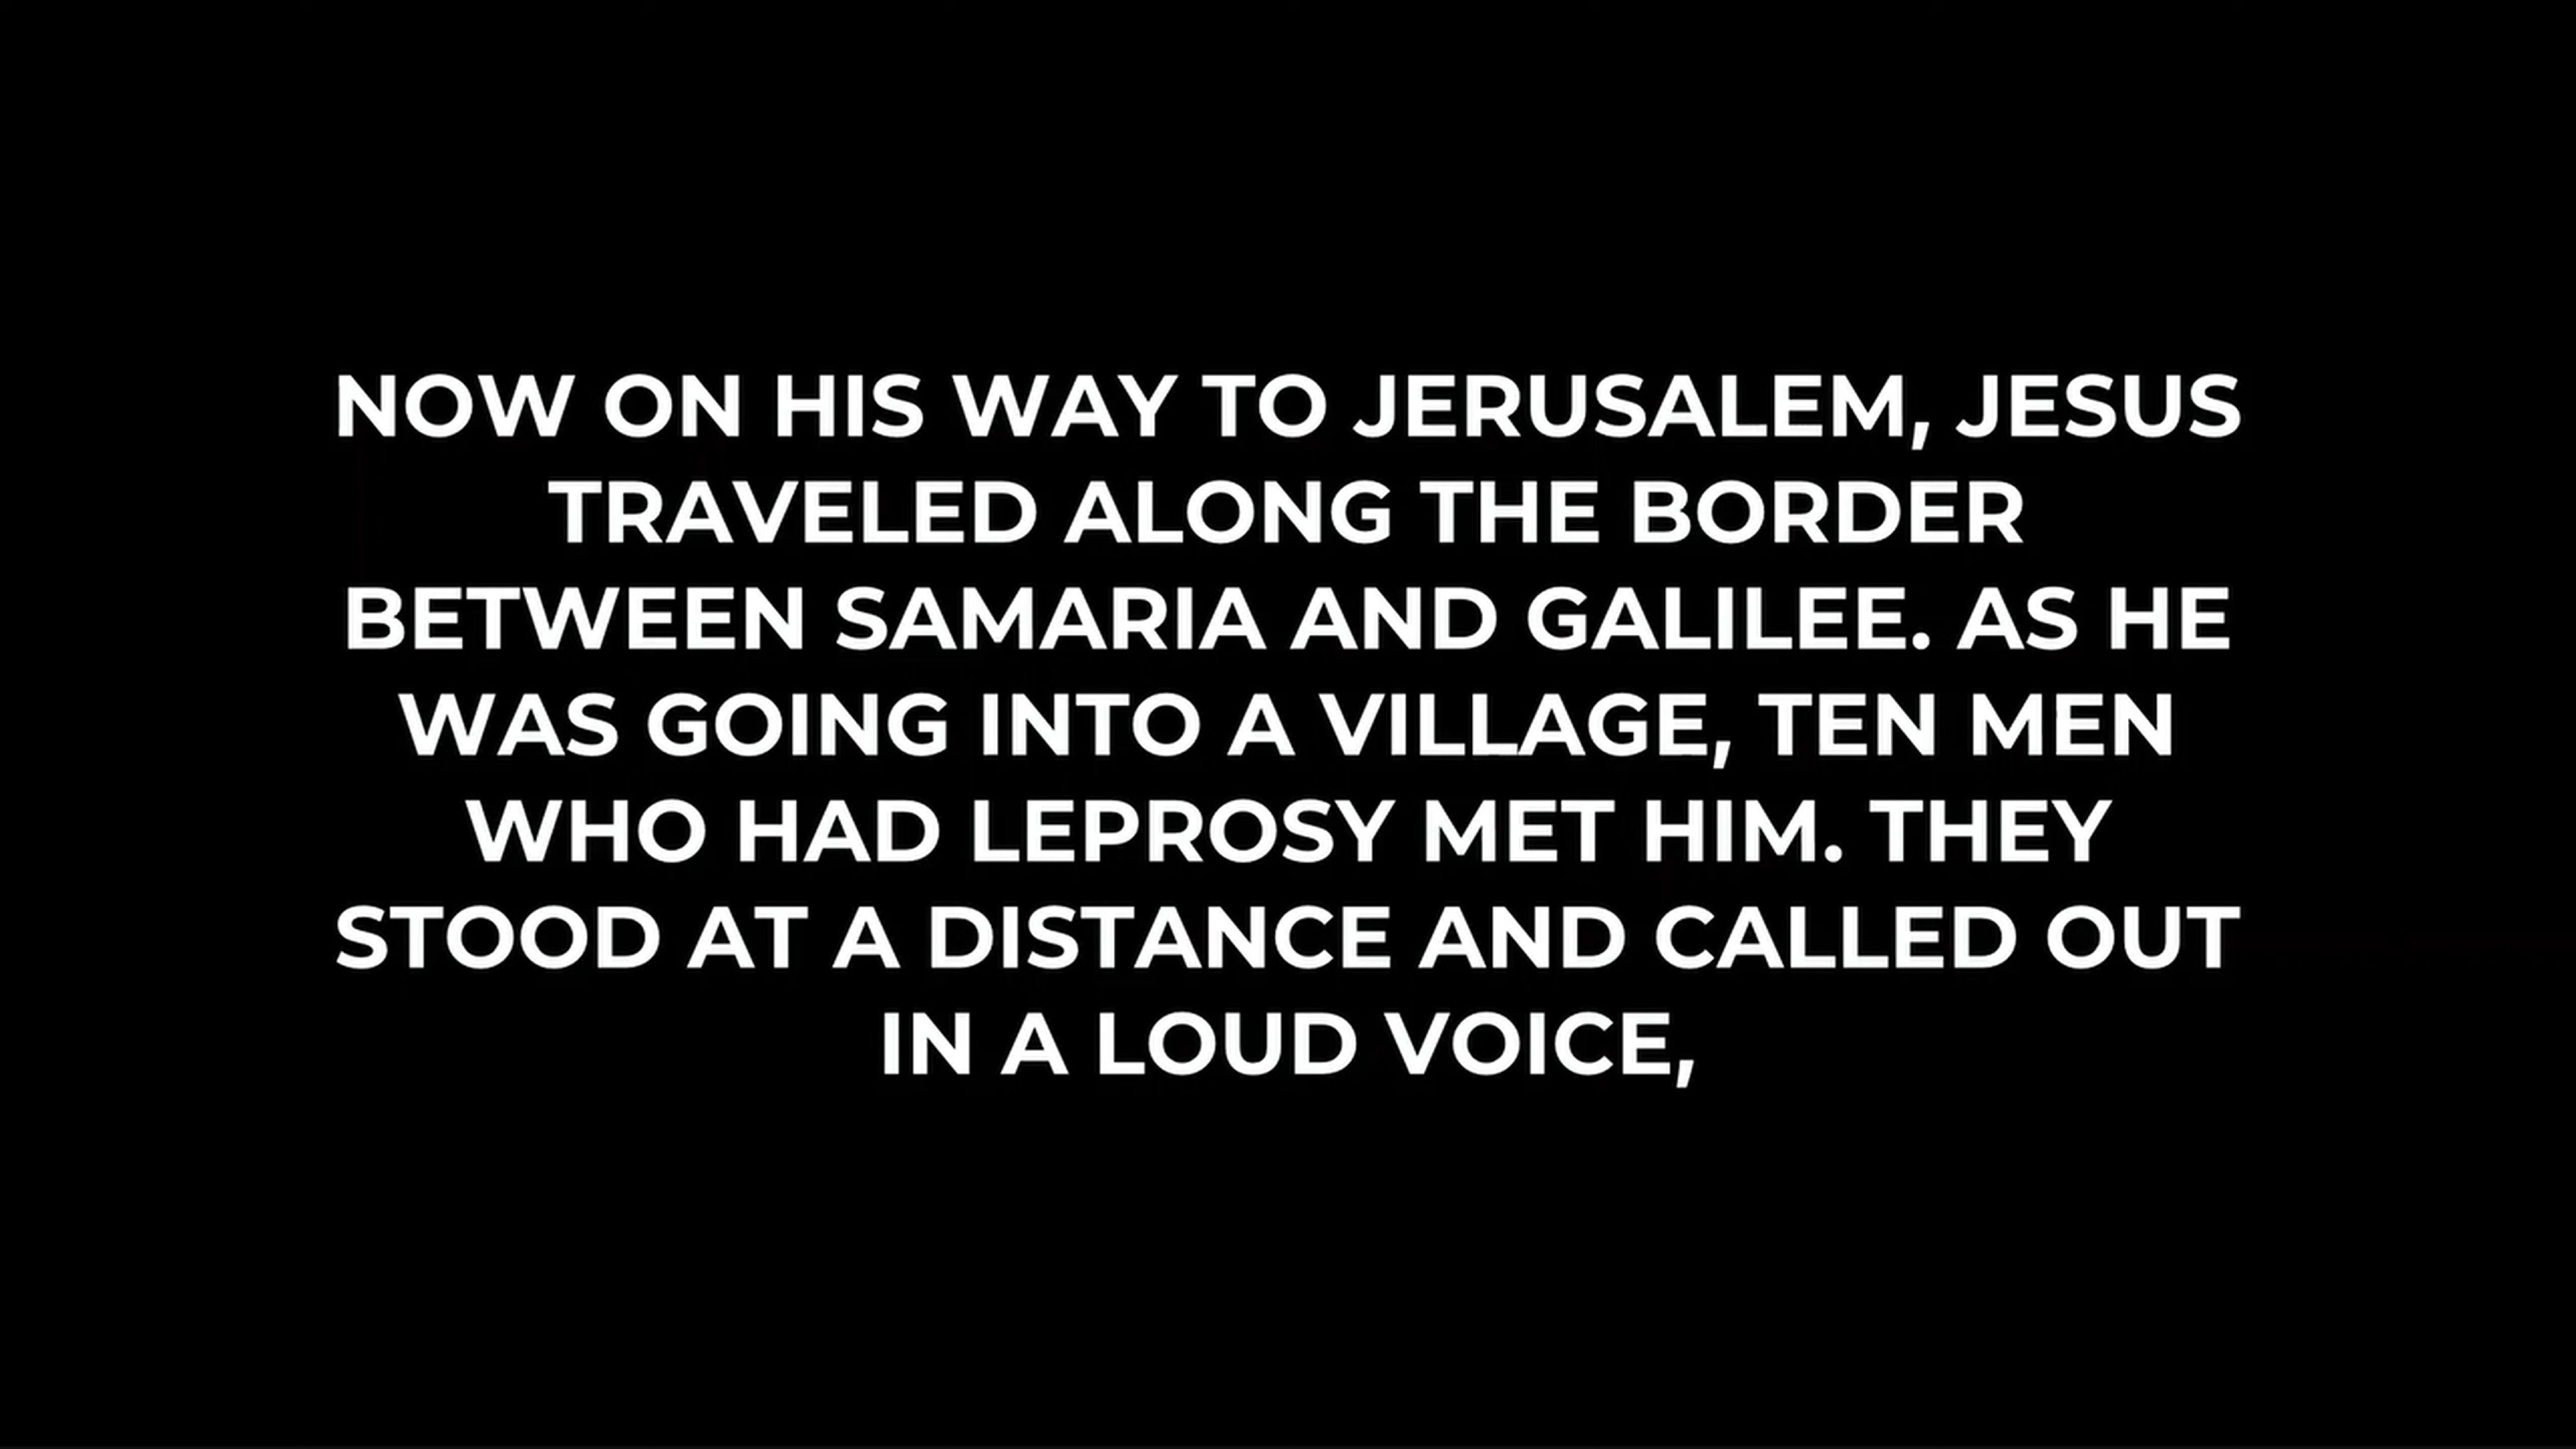 NOW ON HIS WAY TO JERUSALEM, JESUS
TRAVELED ALONG THE BORDER
BETWEEN SAMARIA AND GALILEE. AS HE
WAS GOING INTO A VILLAGE, TEN MEN
WHO HAD LEPROSY MET HIM. THEY
STOOD AT A DISTANCE AND CALLED OUT
IN A LOUD VOICE,